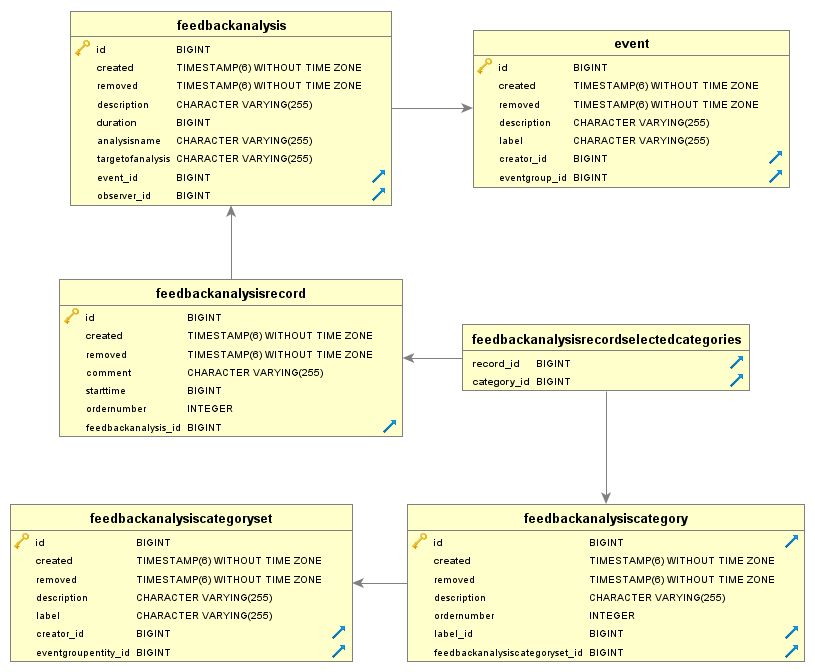 feedbackanalysis
id BIGINT
created TIMESTAMP(6) WITHOUT TIME ZONE
removed TIMESTAMP(6) WITHOUT TIME ZONE
description CHARACTER VARYING(255)
duration BIGINT
analysisname CHARACTER VARYING(255)
targetofanalysis CHARACTER VARYING(255)
event_id BIGINT
observer_id BIGINT
event
id BIGINT
created TIMESTAMP(6) WITHOUT TIME ZONE
removed TIMESTAMP(6) WITHOUT TIME ZONE
description CHARACTER VARYING(255)
label CHARACTER VARYING(255)
creator_id BIGINT
eventgroup_id BIGINT
feedbackanalysisrecord
id BIGINT
created TIMESTAMP(6) WITHOUT TIME ZONE
removed TIMESTAMP(6) WITHOUT TIME ZONE
comment CHARACTER VARYING(255)
starttime BIGINT
ordernumber INTEGER
feedbackanalysis_id BIGINT
feedbackanalysisrecordselectedcategories
record_id BIGINT
category_id BIGINT
feedbackanalysiscategoryset
id BIGINT
created TIMESTAMP(6) WITHOUT TIME ZONE
removed TIMESTAMP(6) WITHOUT TIME ZONE
description CHARACTER VARYING(255)
label CHARACTER VARYING(255)
creator_id BIGINT
eventgroupentity_id BIGINT
feedbackanalysiscategory
id BIGINT
created TIMESTAMP(6) WITHOUT TIME ZONE
removed TIMESTAMP(6) WITHOUT TIME ZONE
description CHARACTER VARYING(255)
ordernumber INTEGER
label_id BIGINT
feedbackanalysiscategoryset_id BIGINT